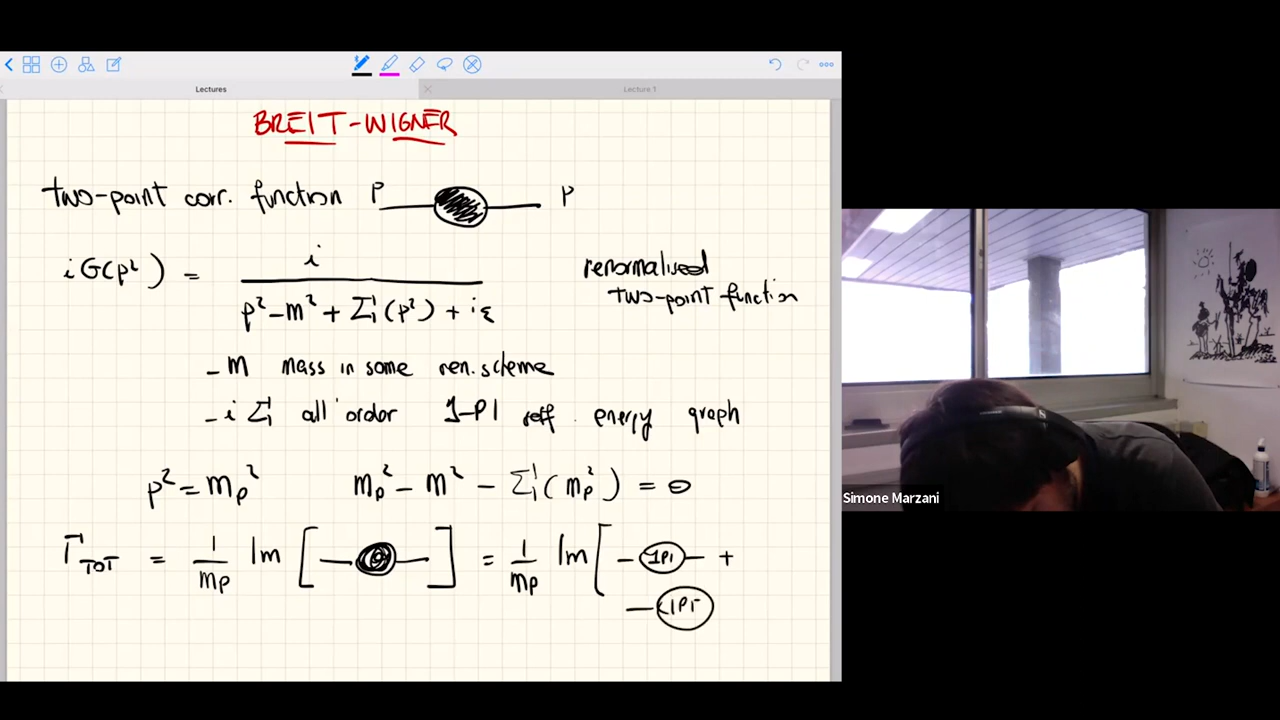 Lectures
Lecture 1
BREIT-WIGNER
two-point corr. function P P
iG(p²) = i / (p² - m² + Σ(p²) + iε)
renormalised
two-point function
- m mass in some ren. scheme
- iΣ all order 1-PI self energy graph
p² = mp² mp² - m² - Σ(mp²) = 0
ΓTOT = 1/mp Im [ ] = 1/mp Im [ - 1PI - +
- 1PI
Simone Marzani